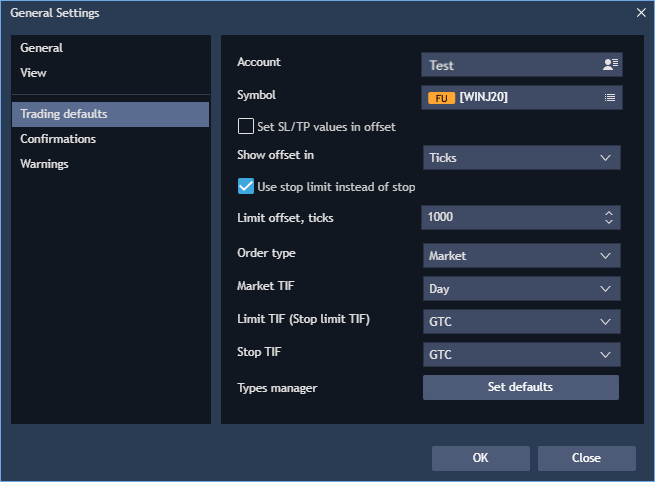 General Settings
General
View
Trading defaults
Confirmations
Warnings
Account
Test
Symbol
FU [WINJ20]
Set SL/TP values in offset
Show offset in
Ticks
Use stop limit instead of stop
Limit offset, ticks
1000
Order type
Market
Market TIF
Day
Limit TIF (Stop limit TIF)
GTC
Stop TIF
GTC
Types manager
Set defaults
OK
Close